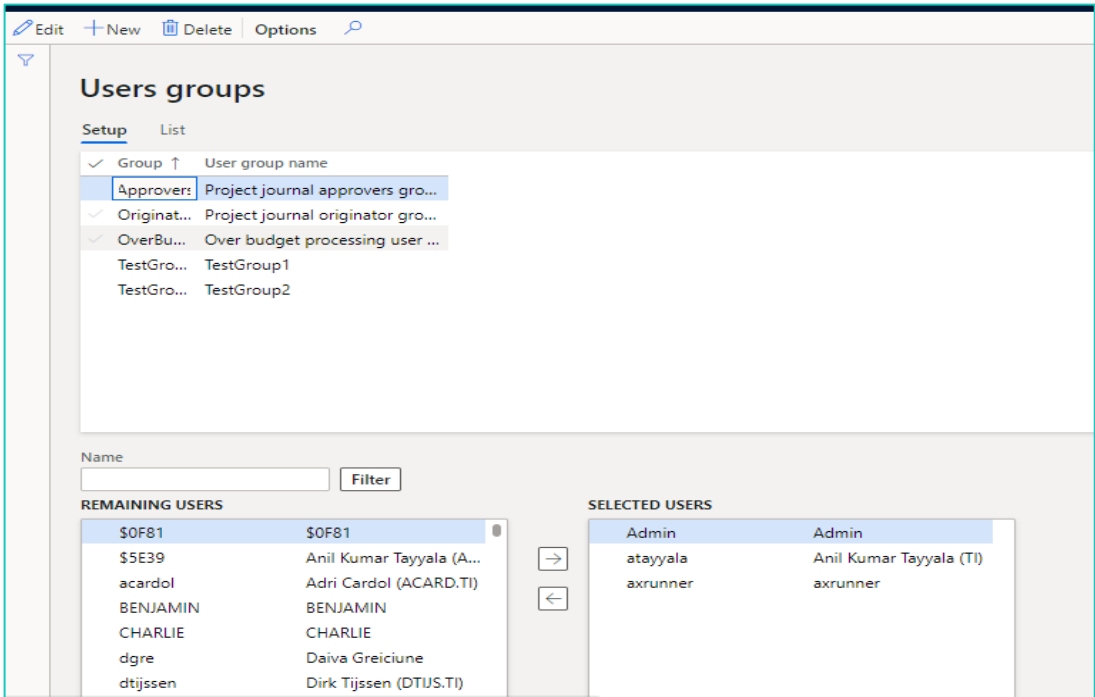 Edit New Delete Options
Users groups
Setup List
Group ↑ User group name
Approvers Project journal approvers gro...
Originat... Project journal originator gro...
OverBu... Over budget processing user ...
TestGro... TestGroup1
TestGro... TestGroup2
Name
Filter
REMAINING USERS SELECTED USERS
$0F81 $0F81 Admin Admin
$5E39 Anil Kumar Tayyala (A... atayyala Anil Kumar Tayyala (TI)
acardol Adri Cardol (ACARD.TI) axrunner axrunner
BENJAMIN BENJAMIN
CHARLIE CHARLIE
dgre Daiva Greiciune
dtijssen Dirk Tijssen (DTIJS.TI)